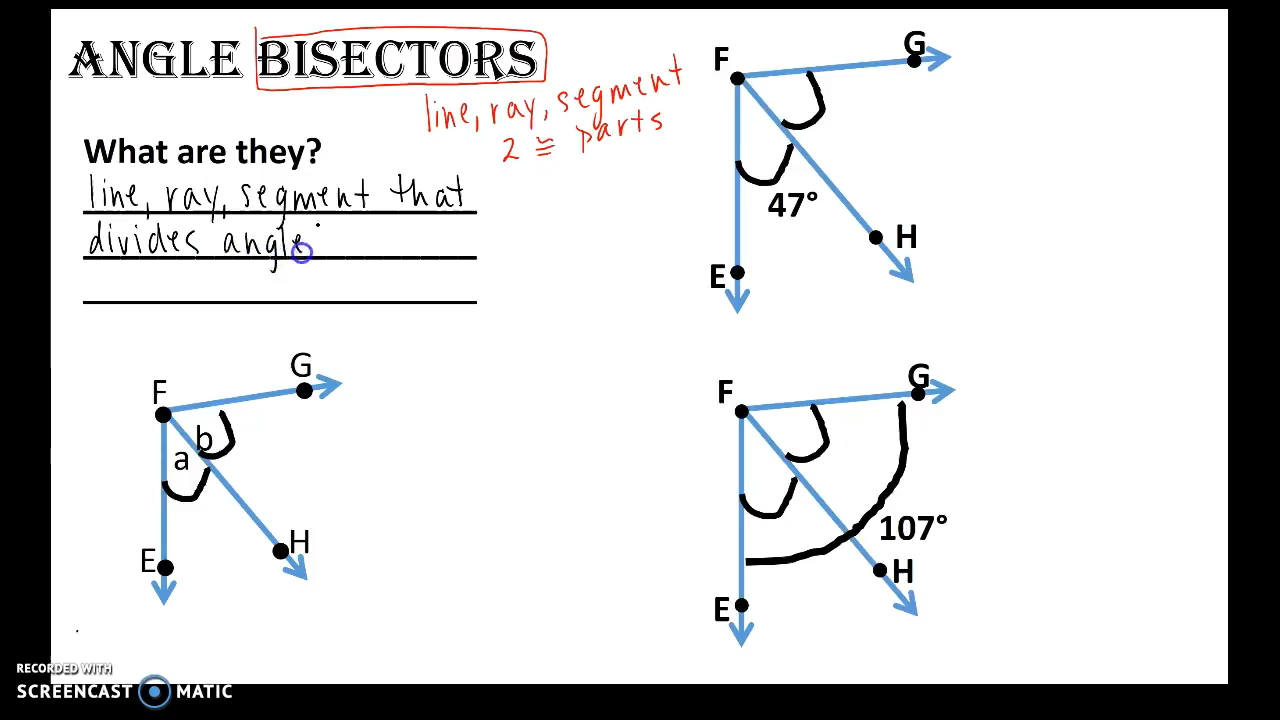 ANGLE BISECTORS
line, ray, segment
2 ≅ parts
What are they?
line, ray, segment that
divides angle
F
G
47°
H
E
F
G
b
a
H
E
F
G
107°
H
E
RECORDED WITH
SCREENCAST MATIC